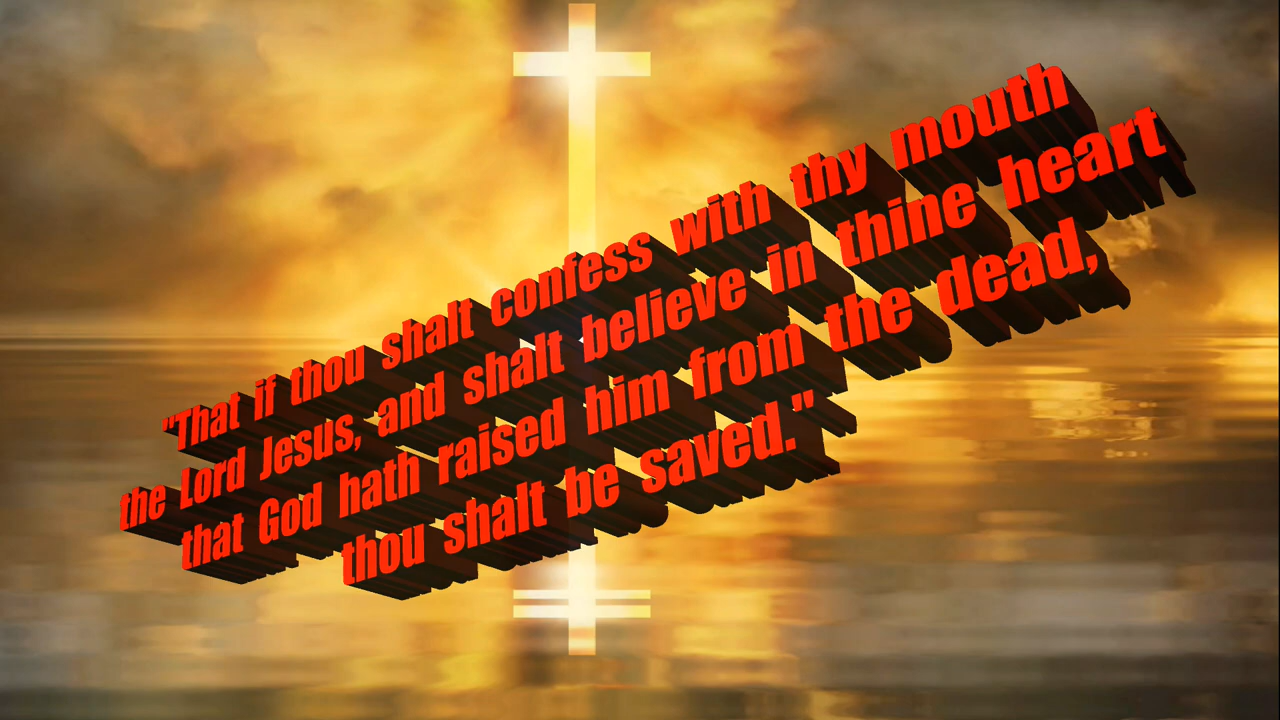 "That if thou shalt confess with thy mouth
the Lord Jesus, and shalt believe in thine heart
that God hath raised him from the dead,
thou shalt be saved."